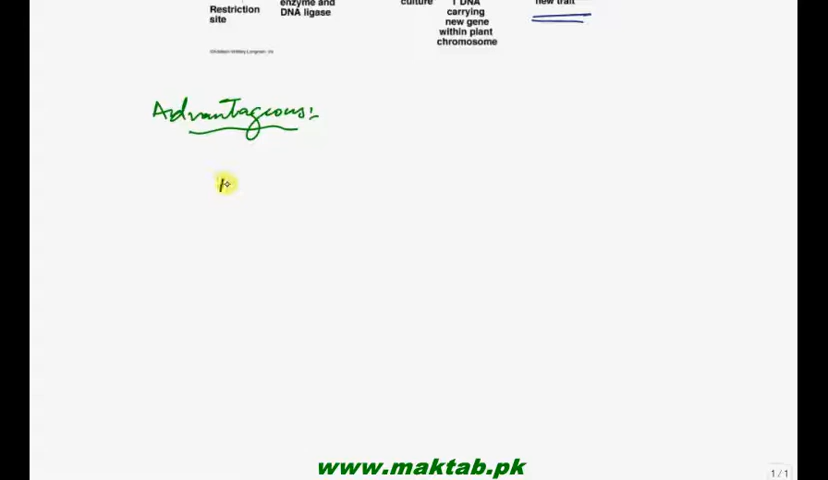 Restriction
site
enzyme and
DNA ligase
culture
T DNA
carrying
new gene
within plant
chromosome
new trait
Advantageous:-
www.maktab.pk
1 / 1